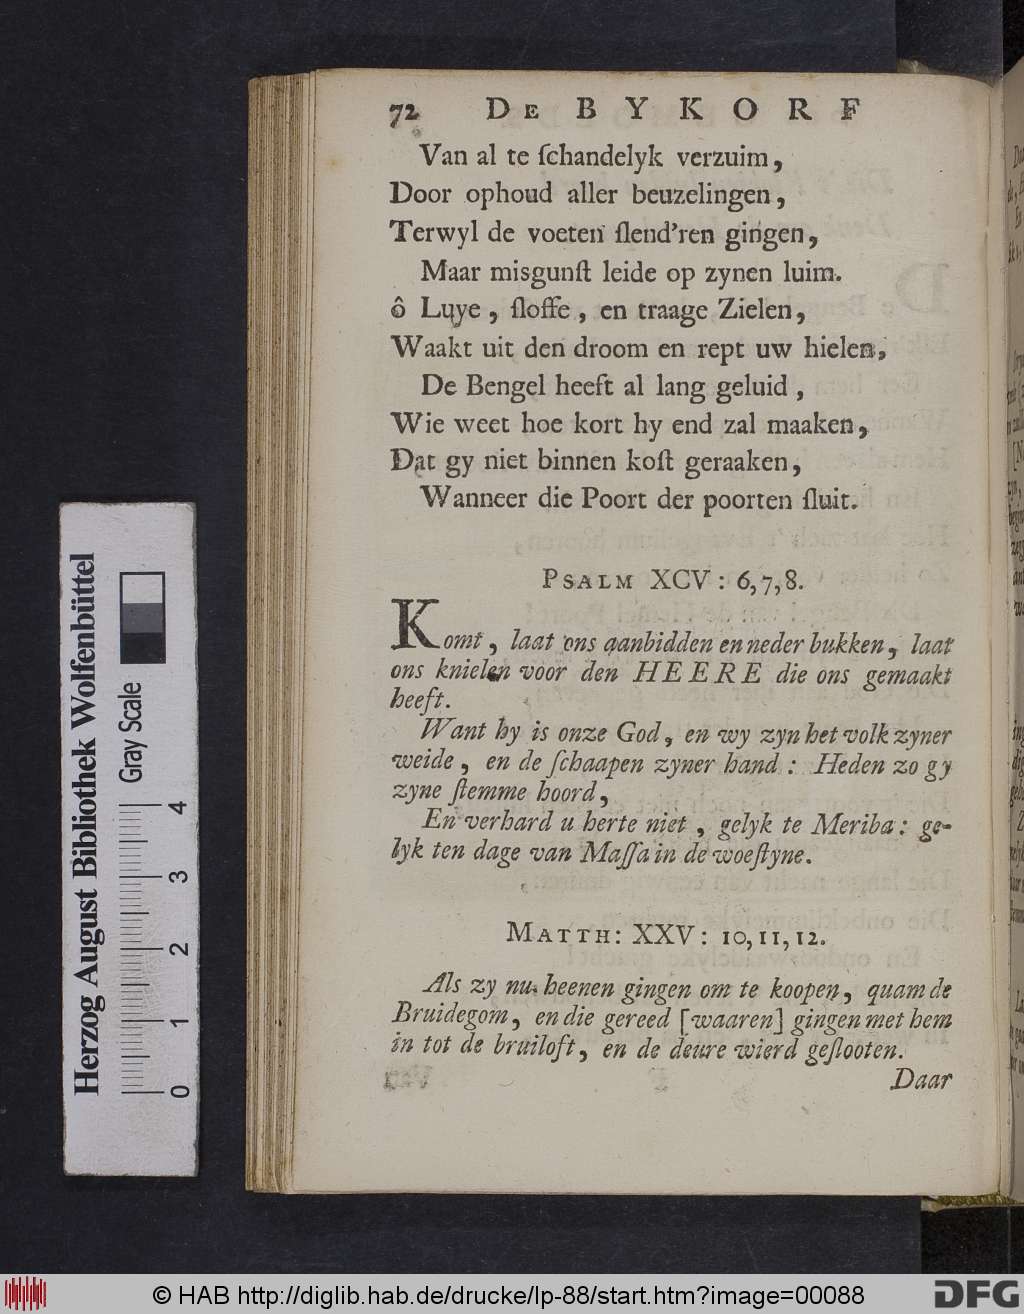 72 DE BYKORF
Van al te ſchandelyk verzuim,
Door ophoud aller beuzelingen,
Terwyl de voeten ſlend'ren gingen,
Maar misgunſt leide op zynen luim.
ô Luye, ſloffe, en traage Zielen,
Waakt uit den droom en rept uw hielen,
De Bengel heeft al lang geluid,
Wie weet hoe kort hy end zal maaken,
Dat gy niet binnen koſt geraaken,
Wanneer die Poort der poorten ſluit.
PSALM XCV: 6, 7, 8.
Komt, laat ons aanbidden en neder bukken, laat
ons knielen voor den HEERE die ons gemaakt
heeft.
Want hy is onze God, en wy zyn het volk zyner
weide, en de ſchaapen zyner hand: Heden zo gy
zyne ſtemme hoord,
En verhard u herte niet, gelyk te Meriba: ge-
lyk ten dage van Maſſa in de woeſtyne.
MATTH: XXV: 10, 11, 12.
Als zy nu heenen gingen om te koopen, quam de
Bruidegom, en die gereed [waaren] gingen met hem
in tot de bruiloft, en de deure wierd geſlooten.
Daar
Herzog August Bibliothek Wolfenbüttel
Gray Scale
0 1 2 3 4
© HAB http://diglib.hab.de/drucke/lp-88/start.htm?image=00088
DFG